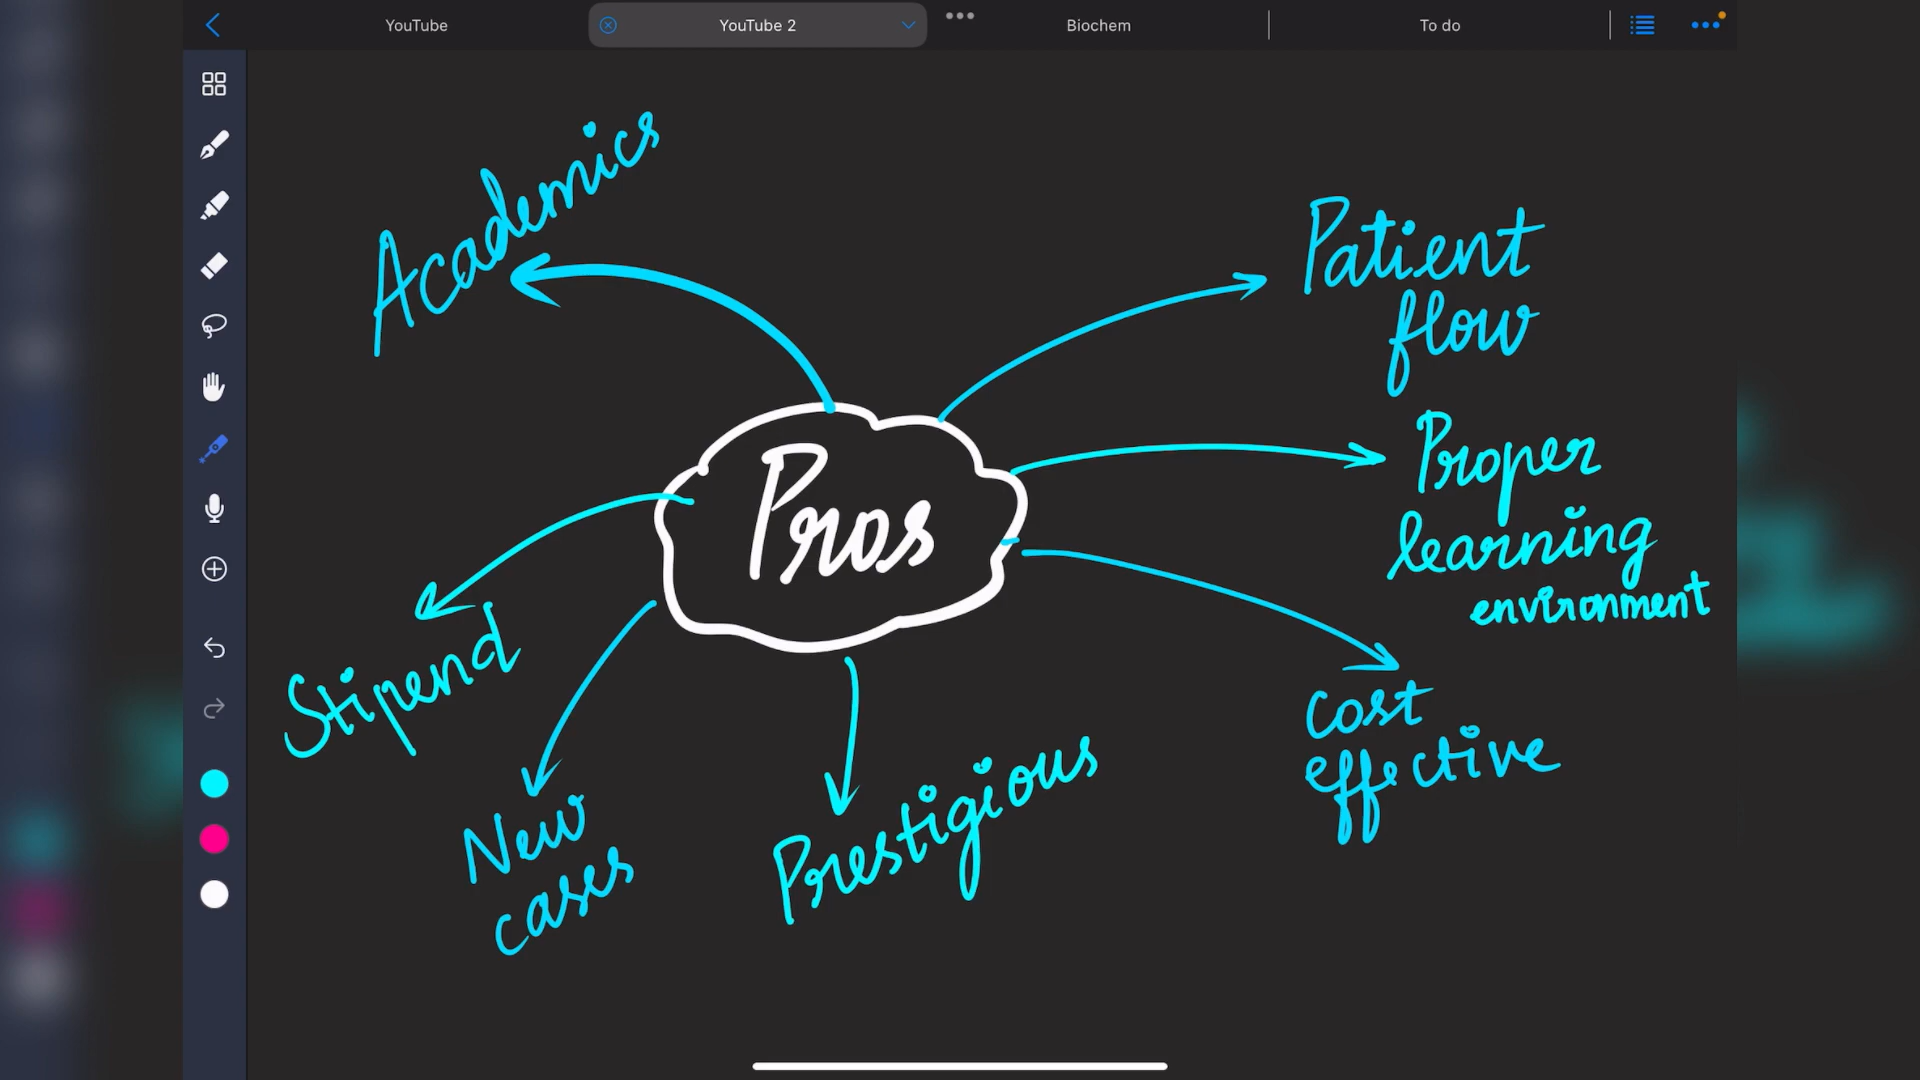 YouTube
YouTube 2
Biochem
To do
Academics
Patient
flow
Pros
Proper
learning
environment
Stipend
Cost
effective
New
cases
Prestigious